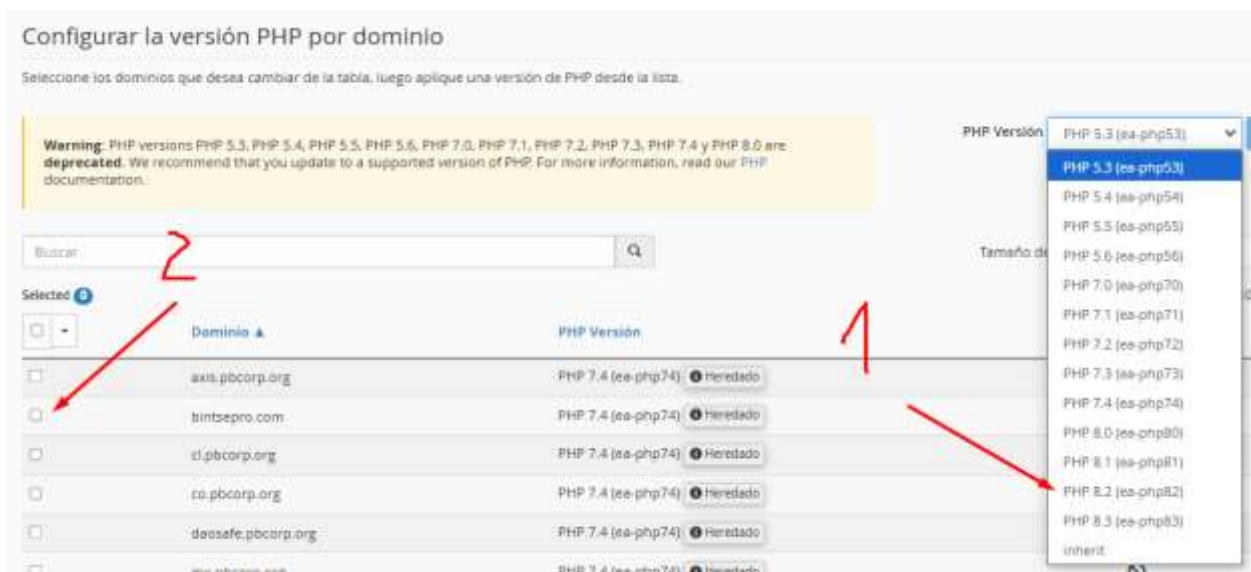 Configurar la versión PHP por dominio
Seleccione los dominios que desea cambiar de la tabla, luego aplique una versión de PHP desde la lista.
Warning: PHP versions PHP 5.3, PHP 5.4, PHP 5.5, PHP 5.6, PHP 7.0, PHP 7.1, PHP 7.2, PHP 7.3, PHP 7.4 y PHP 8.0 are
deprecated. We recommend that you update to a supported version of PHP. For more information, read our PHP
documentation.
PHP Versión PHP 5.3 (ea-php53)
PHP 5.3 (ea-php53)
PHP 5.4 (ea-php54)
PHP 5.5 (ea-php55)
PHP 5.6 (ea-php56)
PHP 7.0 (ea-php70)
PHP 7.1 (ea-php71)
PHP 7.2 (ea-php72)
PHP 7.3 (ea-php73)
PHP 7.4 (ea-php74)
PHP 8.0 (ea-php80)
PHP 8.1 (ea-php81)
PHP 8.2 (ea-php82)
PHP 8.3 (ea-php83)
inherit
Buscar
2
Tamaño de
Selected 0
1
Dominio ▲ PHP Versión
axis.pbcorp.org PHP 7.4 (ea-php74) Heredado
bintsepro.com PHP 7.4 (ea-php74) Heredado
cl.pbcorp.org PHP 7.4 (ea-php74) Heredado
co.pbcorp.org PHP 7.4 (ea-php74) Heredado
daosafe.pbcorp.org PHP 7.4 (ea-php74) Heredado
PHP 7.4 (ea-php74) Heredado